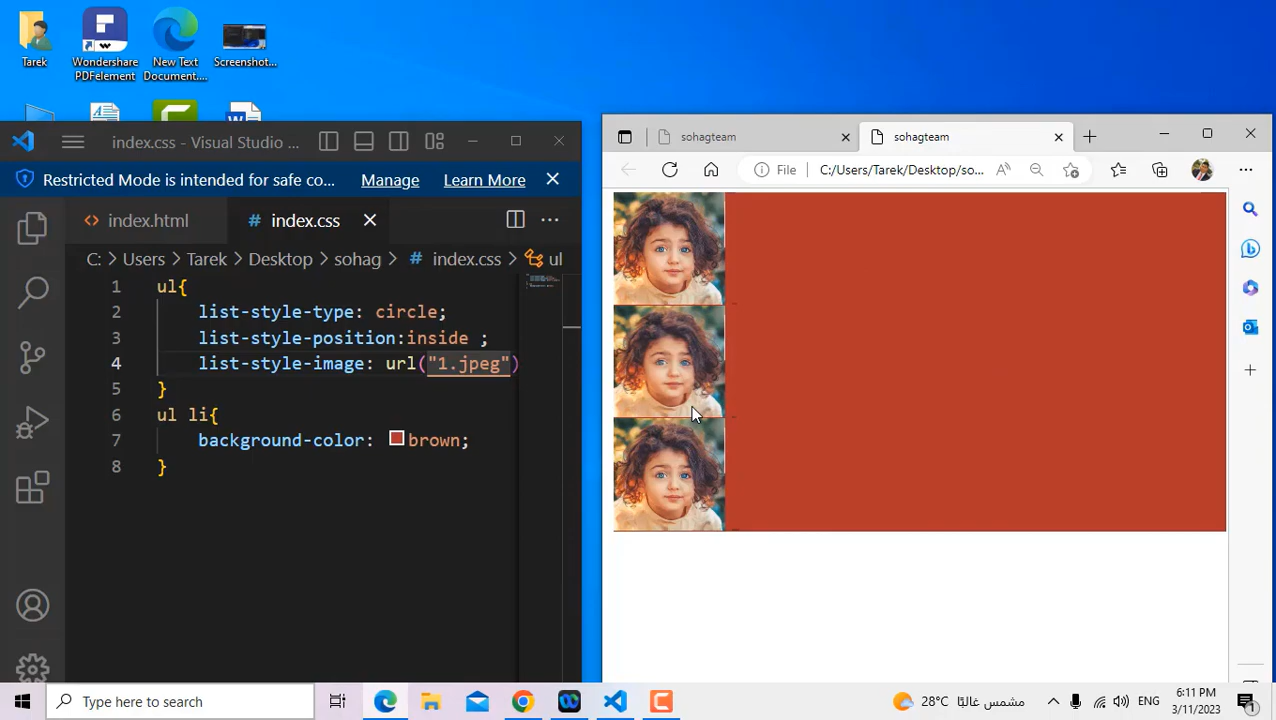 Tarek
Wondershare PDFelement
New Text Document....
Screenshot...
index.css - Visual Studio ...
Restricted Mode is intended for safe co...
Manage
Learn More
index.html
# index.css
C: > Users > Tarek > Desktop > sohag > # index.css > ul
1 ul{
2 list-style-type: circle;
3 list-style-position:inside ;
4 list-style-image: url("1.jpeg")
5 }
6 ul li{
7 background-color: brown;
8 }
sohagteam
sohagteam
File
C:/Users/Tarek/Desktop/so...
Type here to search
28°C
مشمس غالبًا
ENG
6:11 PM
3/11/2023
1